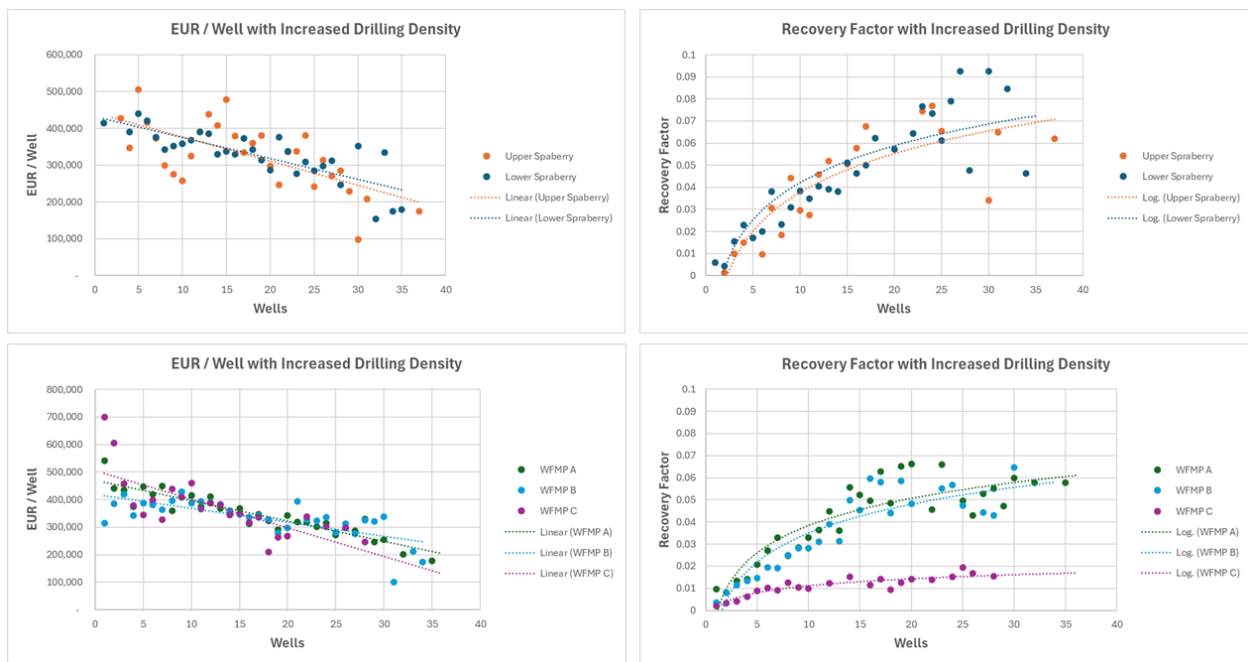 EUR / Well with Increased Drilling Density
600,000
500,000
400,000
300,000
200,000
100,000
-
0 5 10 15 20 25 30 35 40
EUR / Well
Wells
Upper Spaberry
Lower Spraberry
Linear (Upper Spaberry)
Linear (Lower Spraberry)
Recovery Factor with Increased Drilling Density
0.1
0.09
0.08
0.07
0.06
0.05
0.04
0.03
0.02
0.01
0
0 5 10 15 20 25 30 35 40
Recovery Factor
Wells
Upper Spaberry
Lower Spraberry
Log. (Upper Spaberry)
Log. (Lower Spraberry)
EUR / Well with Increased Drilling Density
800,000
700,000
600,000
500,000
400,000
300,000
200,000
100,000
-
0 5 10 15 20 25 30 35 40
EUR / Well
Wells
WFMP A
WFMP B
WFMP C
Linear (WFMP A)
Linear (WFMP B)
Linear (WFMP C)
Recovery Factor with Increased Drilling Density
0.1
0.09
0.08
0.07
0.06
0.05
0.04
0.03
0.02
0.01
0
0 5 10 15 20 25 30 35 40
Recovery Factor
Wells
WFMP A
WFMP B
WFMP C
Log. (WFMP A)
Log. (WFMP B)
Log. (WFMP C)